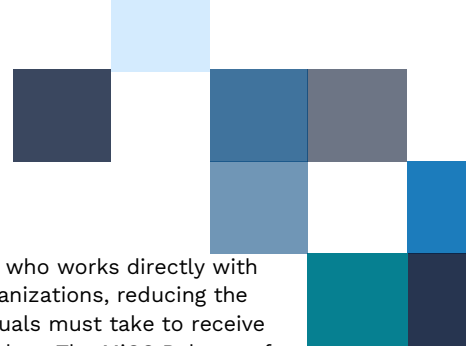 who works directly with
anizations, reducing the
uals must take to receive